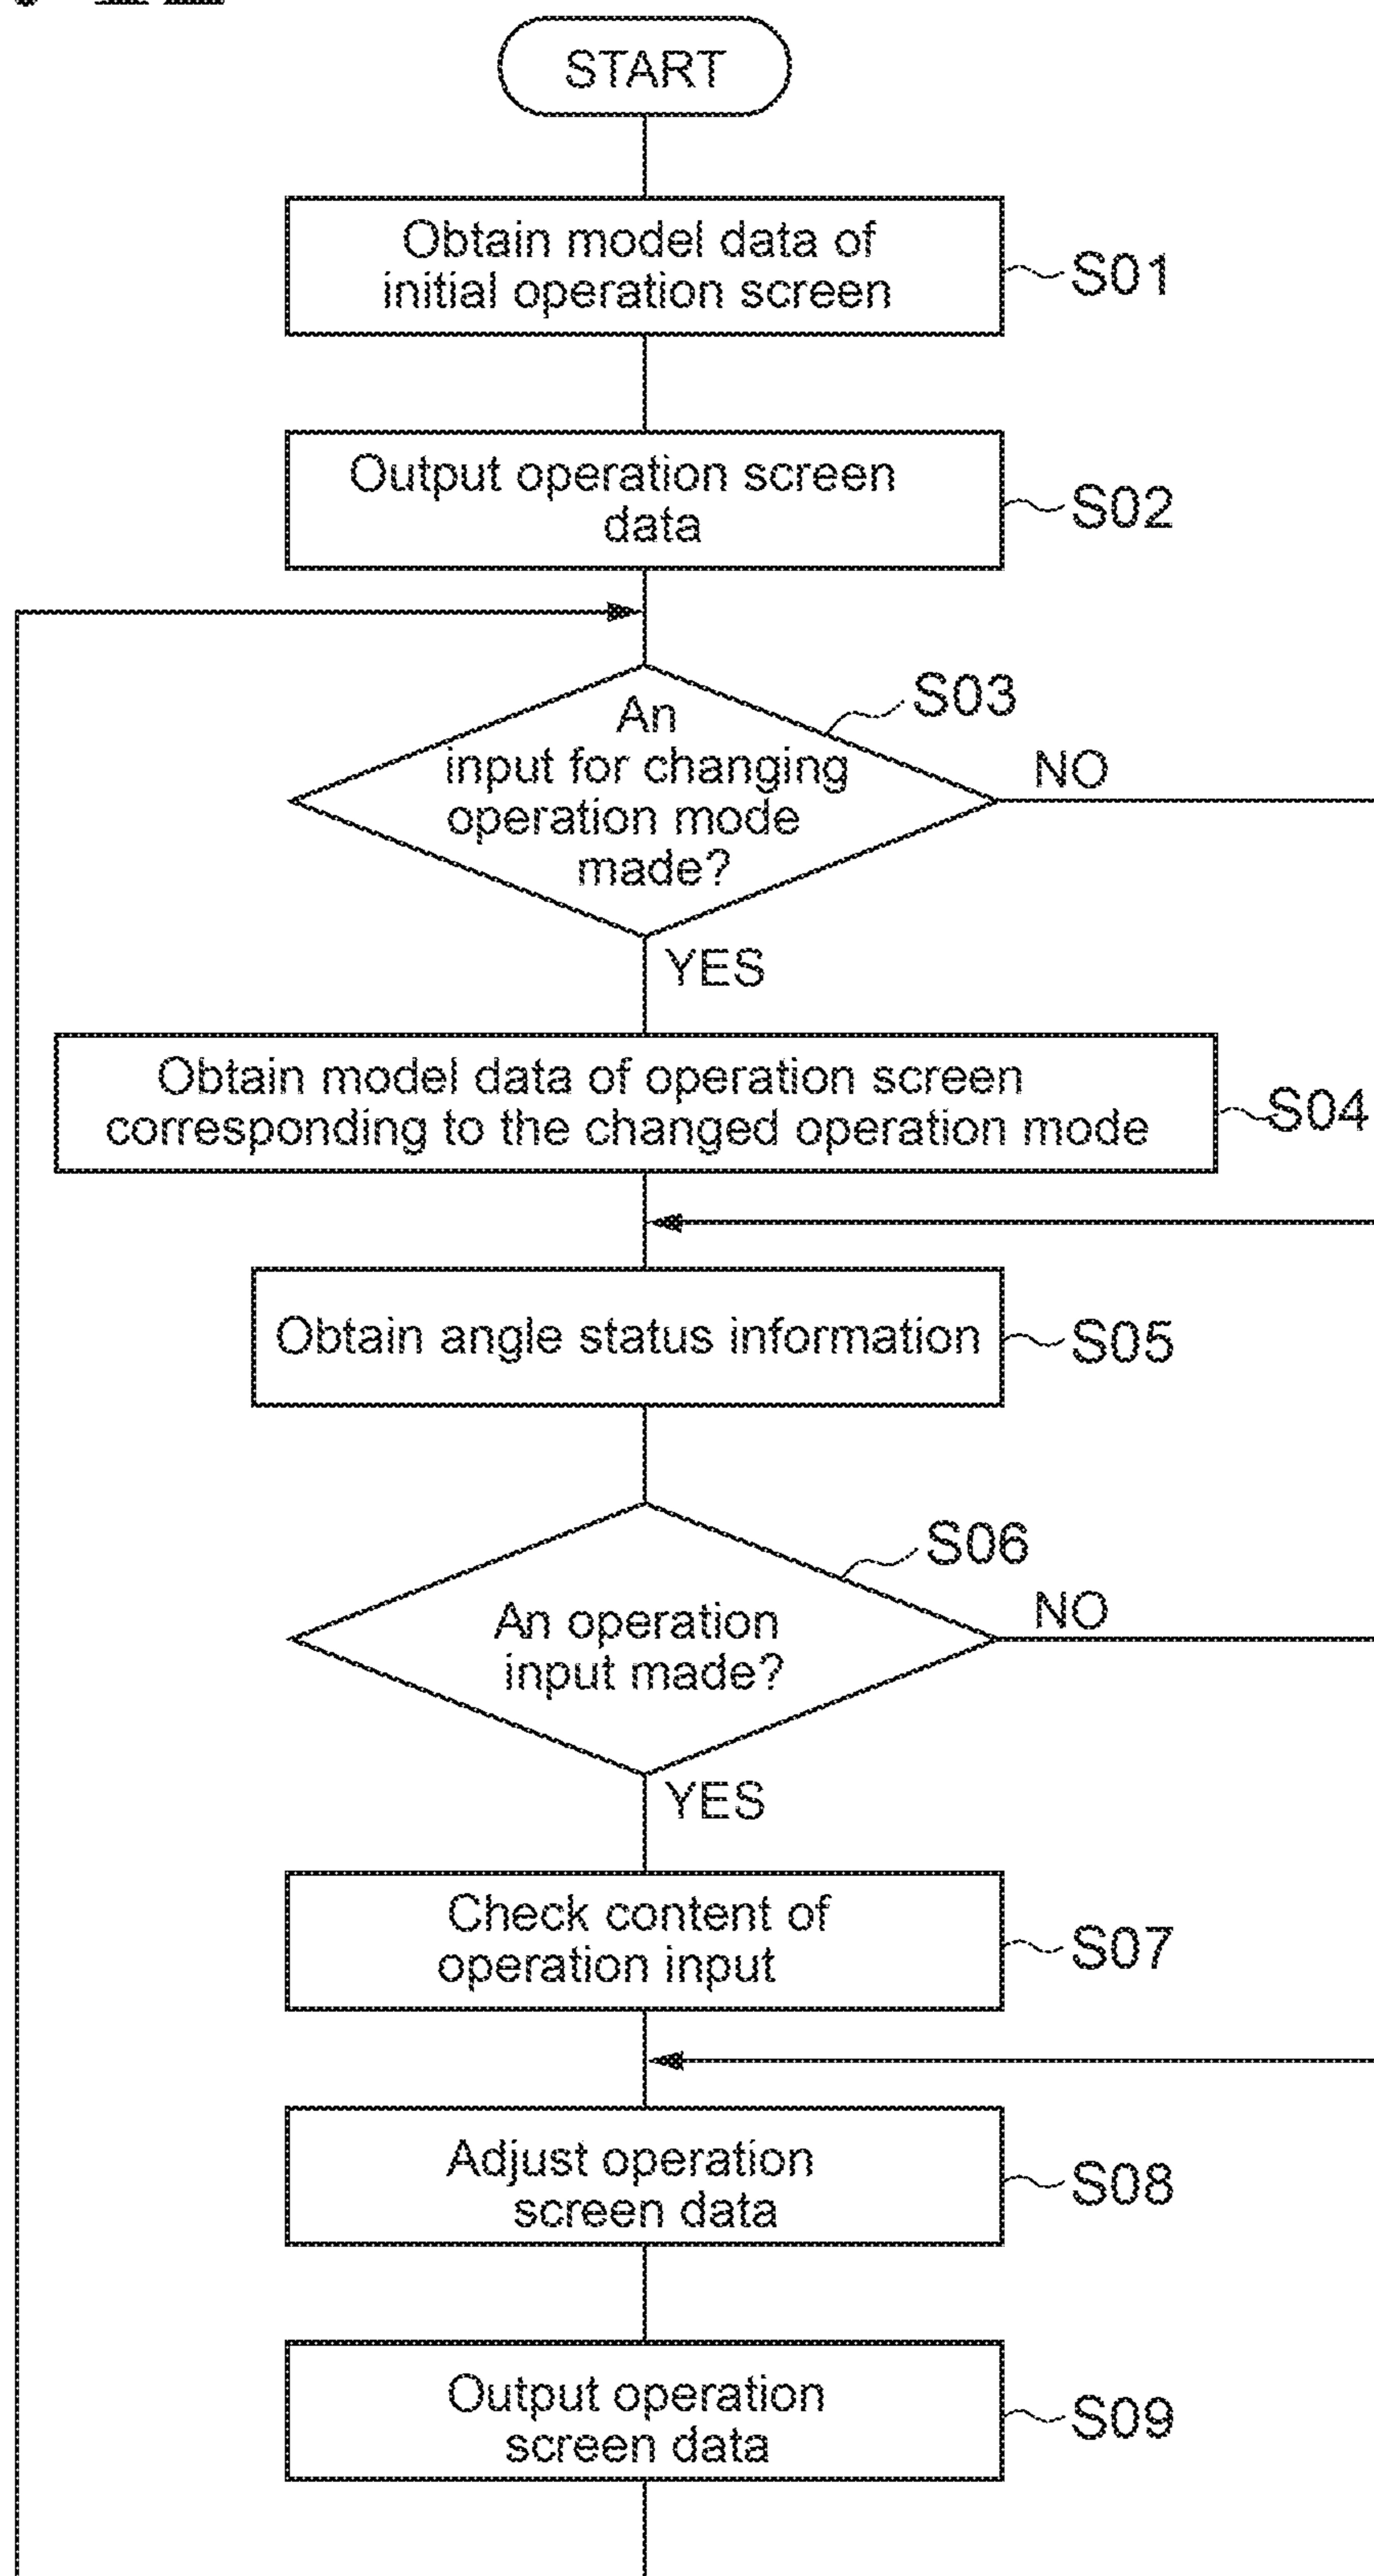 START
Obtain model data of
initial operation screen
S01
Output operation screen
data
S02
S03
An
input for changing
operation mode
made?
NO
YES
Obtain model data of operation screen
corresponding to the changed operation mode
S04
Obtain angle status information
S05
S06
An operation
input made?
NO
YES
Check content of
operation input
S07
Adjust operation
screen data
S08
Output operation
screen data
S09